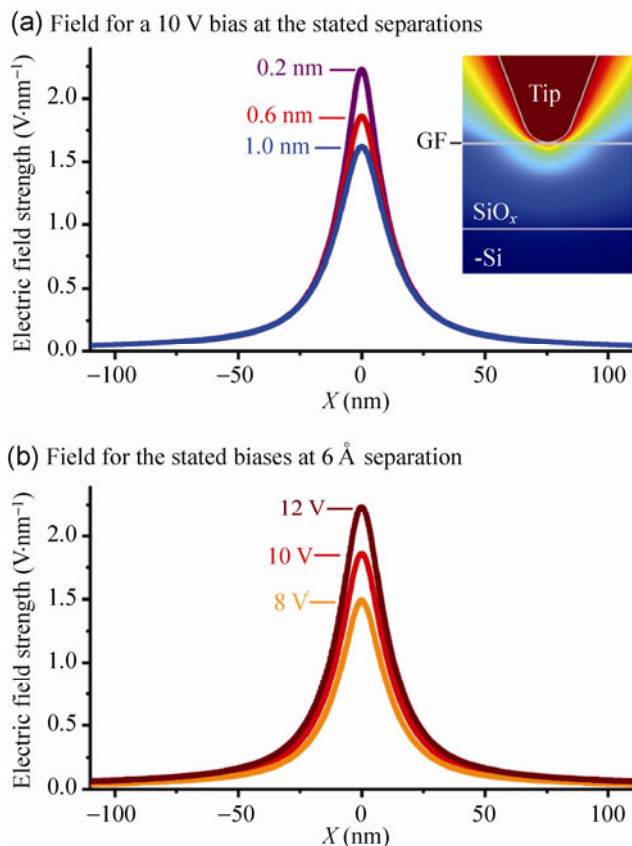 (a) Field for a 10 V bias at the stated separations
Electric field strength (V·nm⁻¹)
2.0
1.5
1.0
0.5
0.0
0.2 nm
0.6 nm
1.0 nm
Tip
GF
SiOₓ
-Si
−100
−50
0
50
100
X (nm)
(b) Field for the stated biases at 6 Å separation
Electric field strength (V·nm⁻¹)
2.0
1.5
1.0
0.5
0.0
12 V
10 V
8 V
−100
−50
0
50
100
X (nm)